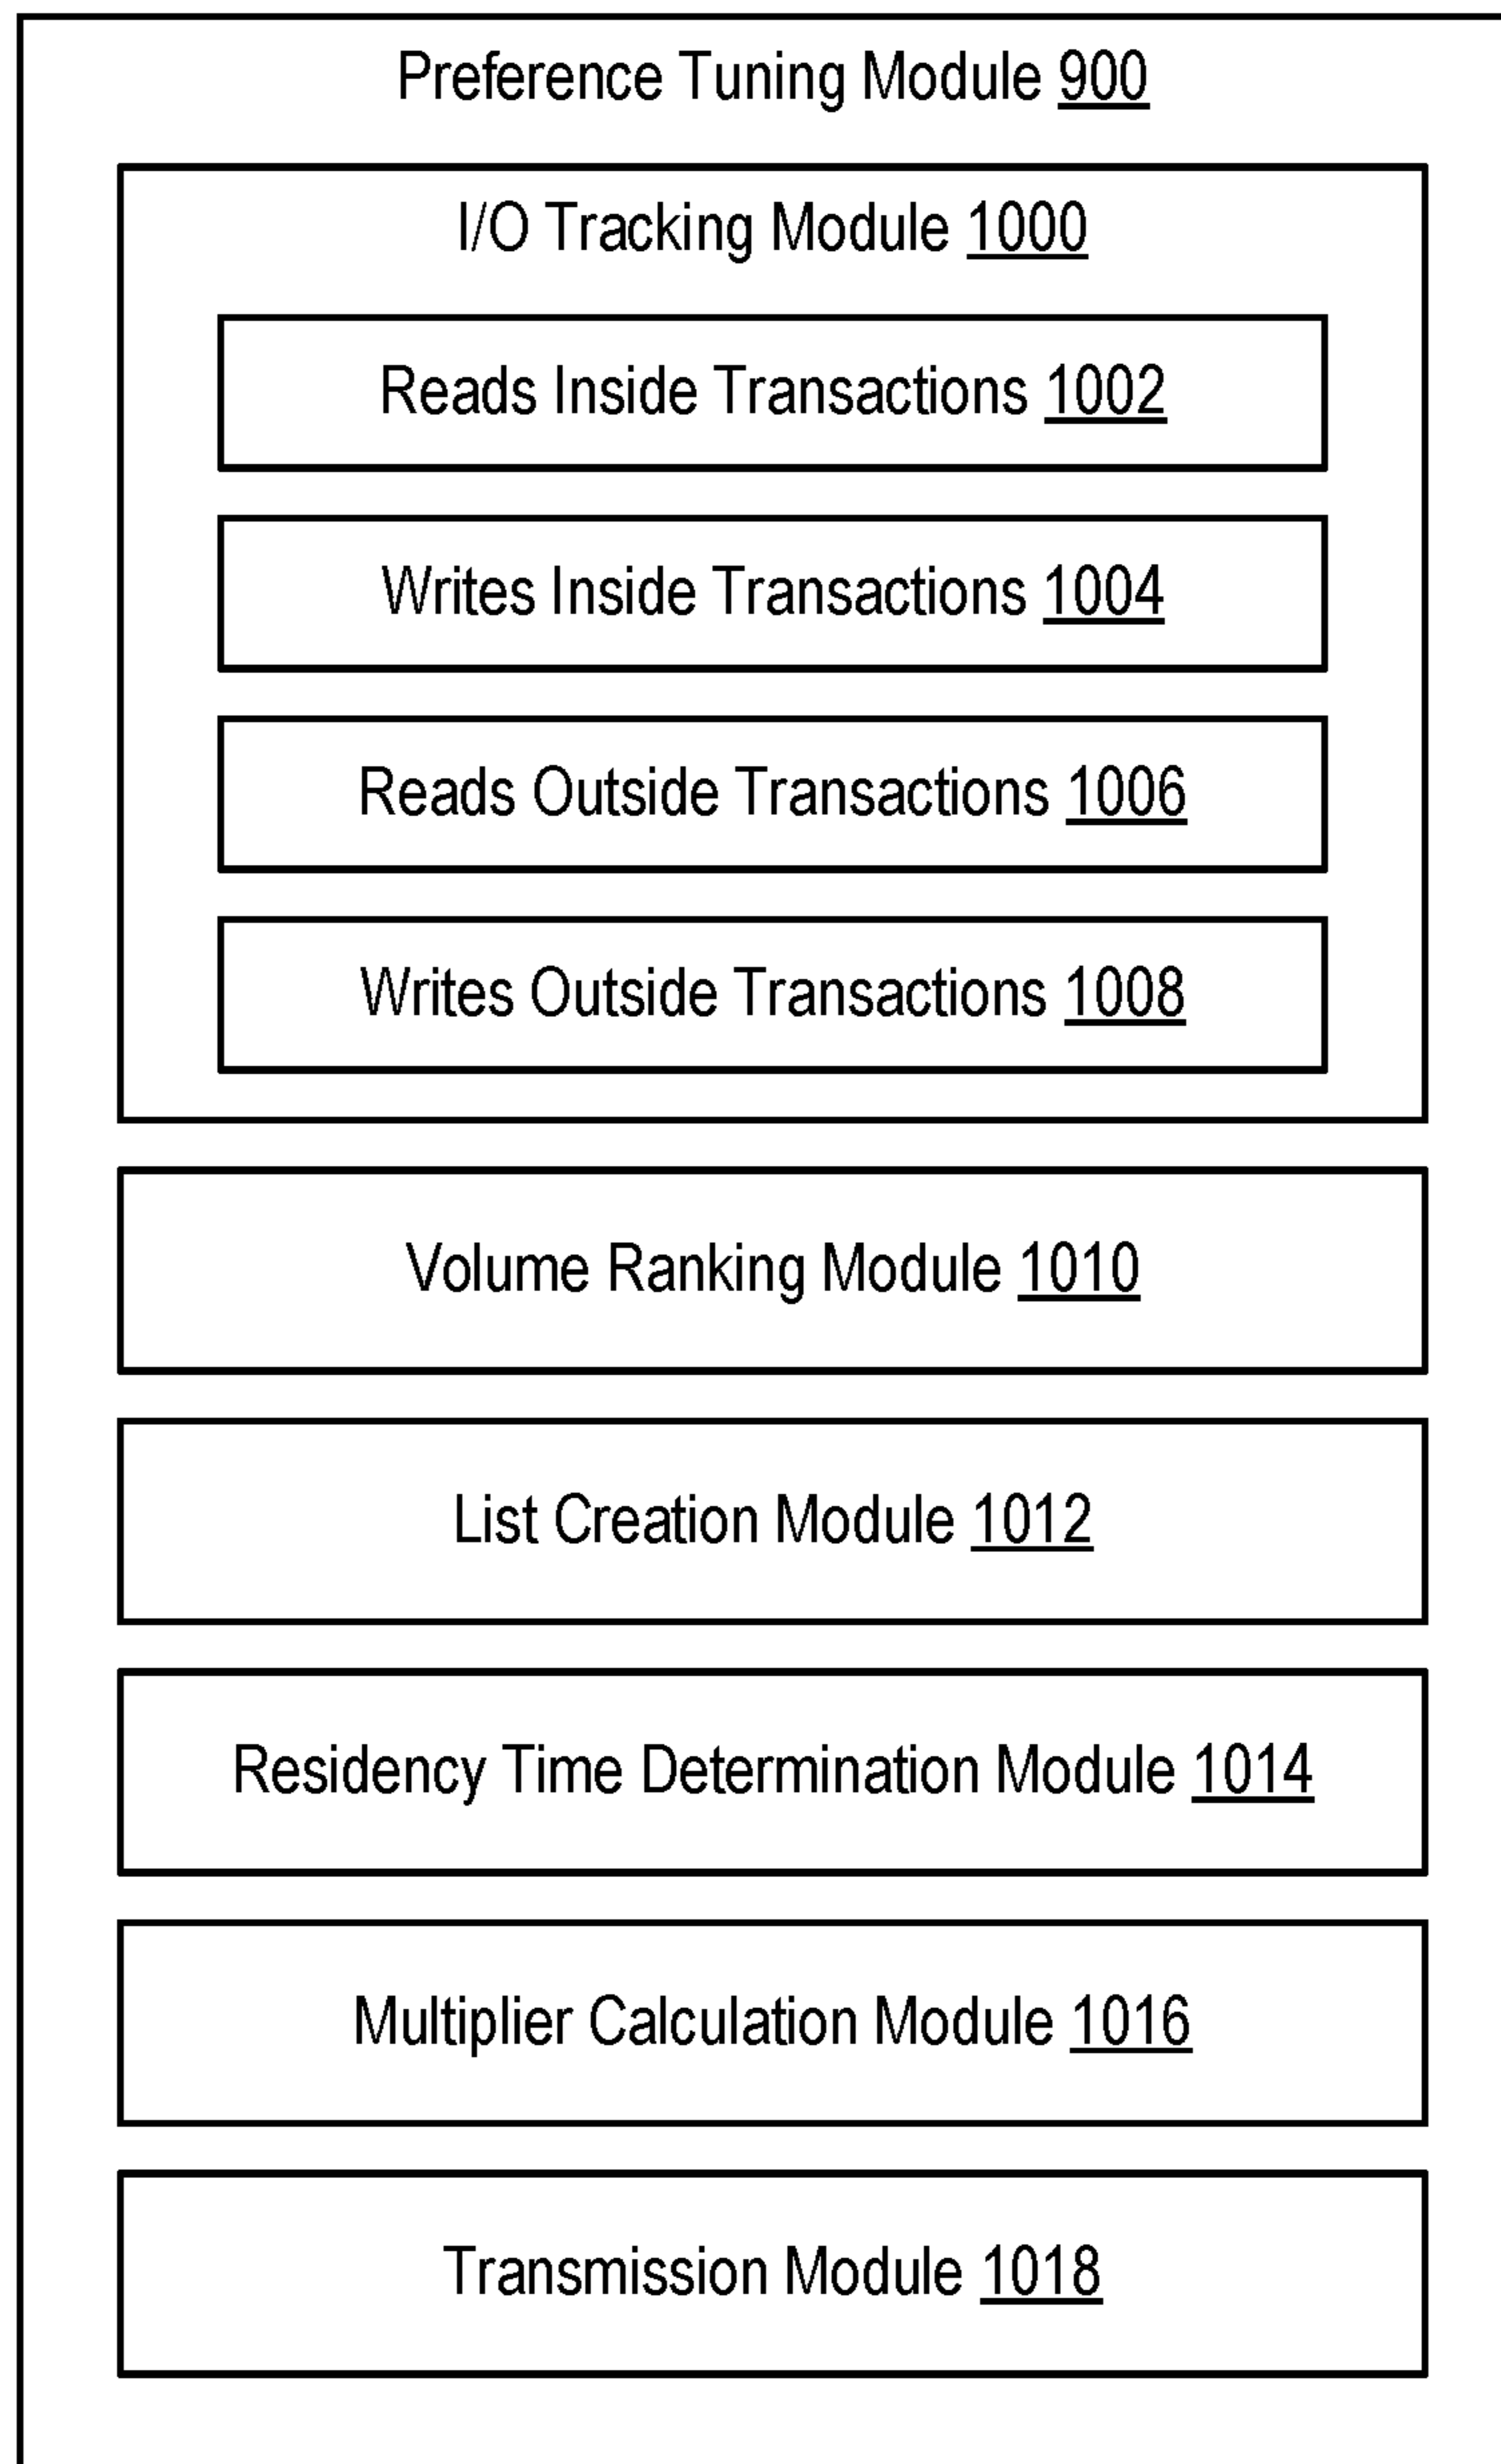 Preference Tuning Module 900
I/O Tracking Module 1000
Reads Inside Transactions 1002
Writes Inside Transactions 1004
Reads Outside Transactions 1006
Writes Outside Transactions 1008
Volume Ranking Module 1010
List Creation Module 1012
Residency Time Determination Module 1014
Multiplier Calculation Module 1016
Transmission Module 1018